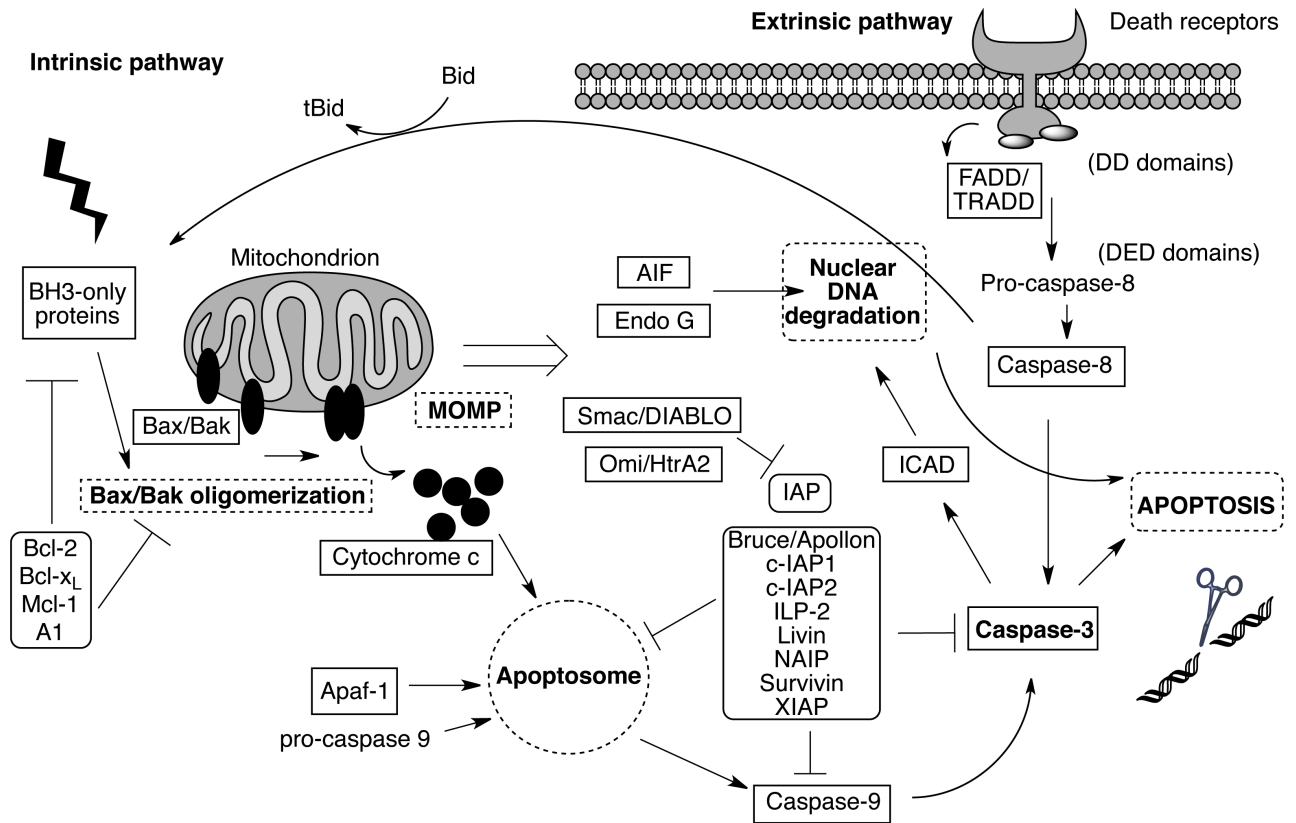 Extrinsic pathway
Death receptors
Intrinsic pathway
Bid
tBid
(DD domains)
FADD/
TRADD
(DED domains)
Pro-caspase-8
Caspase-8
Mitochondrion
BH3-only
proteins
AIF
Endo G
Nuclear
DNA
degradation
Bax/Bak
MOMP
Smac/DIABLO
Omi/HtrA2
IAP
ICAD
APOPTOSIS
Bax/Bak oligomerization
Bcl-2
Bcl-xL
Mcl-1
A1
Cytochrome c
Bruce/Apollon
c-IAP1
c-IAP2
ILP-2
Livin
NAIP
Survivin
XIAP
Caspase-3
Apoptosome
Apaf-1
pro-caspase 9
Caspase-9